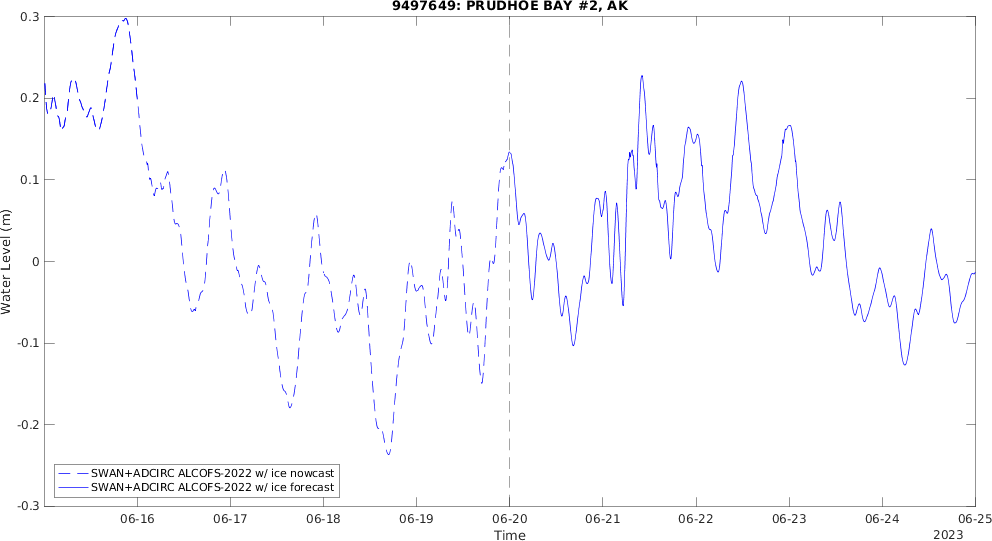 9497649: PRUDHOE BAY #2, AK
0.3
0.2
0.1
0
-0.1
-0.2
-0.3
Water Level (m)
SWAN+ADCIRC ALCOFS-2022 w/ ice nowcast
SWAN+ADCIRC ALCOFS-2022 w/ ice forecast
06-16 06-17 06-18 06-19 06-20 06-21 06-22 06-23 06-24 06-25
Time
2023